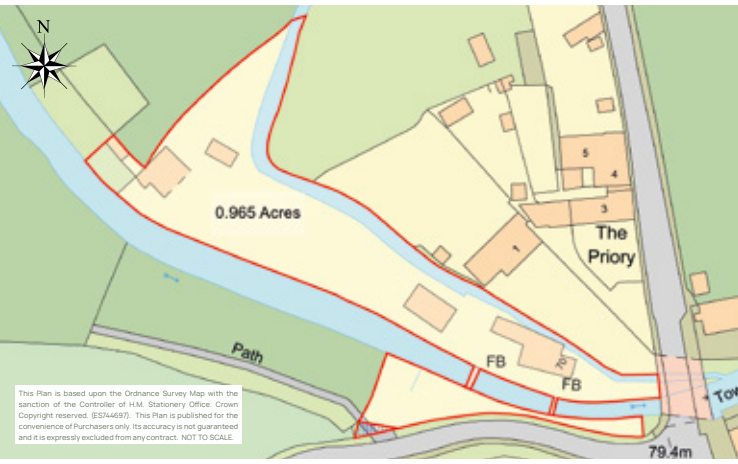 N
5
4
3
0.965 Acres
1
The
Priory
Path
FB
70
FB
Tow
79.4m
This Plan is based upon the Ordnance Survey Map with the
sanction of the Controller of H.M. Stationery Office. Crown
Copyright reserved. (ES744697). This Plan is published for the
convenience of Purchasers only. Its accuracy is not guaranteed
and it is expressly excluded from any contract. NOT TO SCALE.